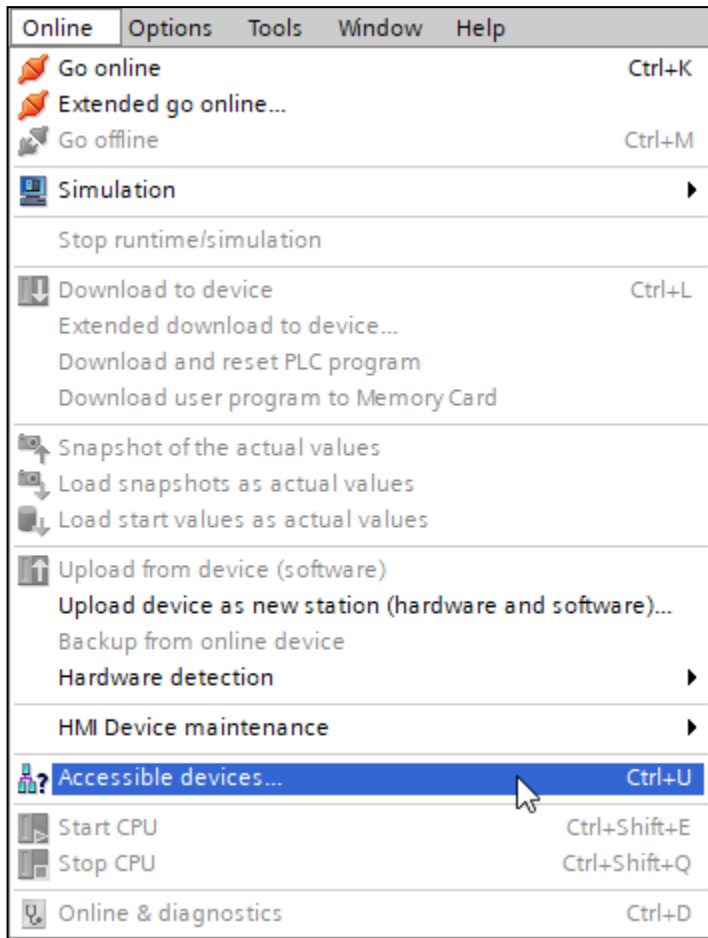 Online Options Tools Window Help
Go online Ctrl+K
Extended go online...
Go offline Ctrl+M
Simulation
Stop runtime/simulation
Download to device Ctrl+L
Extended download to device...
Download and reset PLC program
Download user program to Memory Card
Snapshot of the actual values
Load snapshots as actual values
Load start values as actual values
Upload from device (software)
Upload device as new station (hardware and software)...
Backup from online device
Hardware detection
HMI Device maintenance
Accessible devices... Ctrl+U
Start CPU Ctrl+Shift+E
Stop CPU Ctrl+Shift+Q
Online & diagnostics Ctrl+D